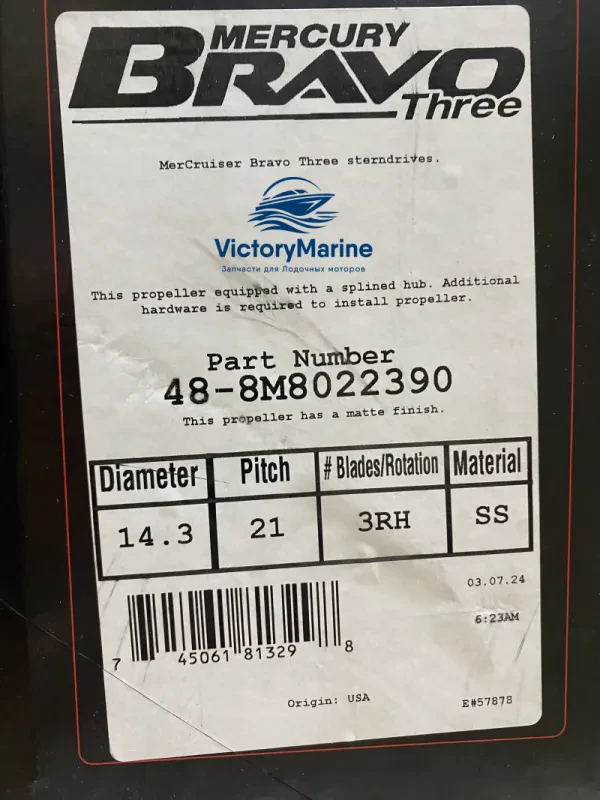 MERCURY
BRAVO
Three
MerCruiser Bravo Three sterndrives.
VictoryMarine
Запчасти для Лодочных моторов
This propeller equipped with a splined hub. Additional
hardware is required to install propeller.
Part Number
48-8M8022390
This propeller has a matte finish.
Diameter Pitch # Blades/Rotation Material
14.3 21 3RH SS
03.07.24
6:23AM
7 45061 81329 8
Origin: USA E#57878